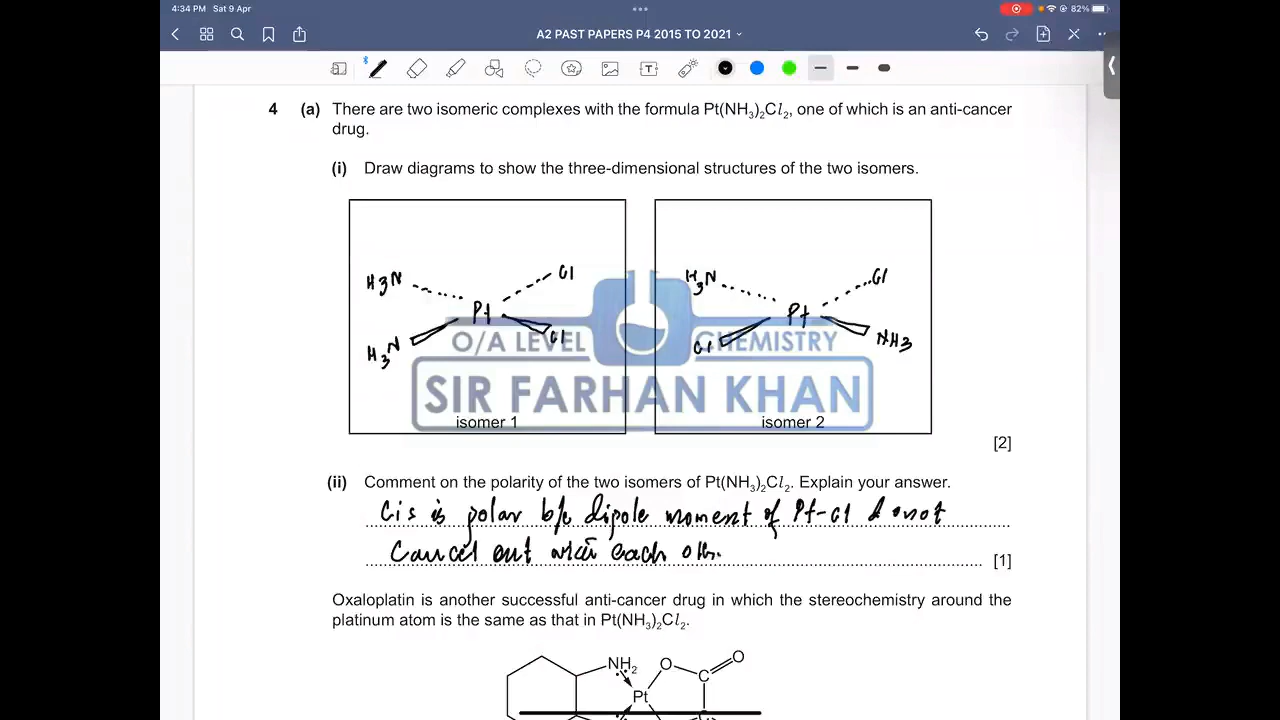 4:34 PM Sat 9 Apr
82%
A2 PAST PAPERS P4 2015 TO 2021
4 (a) There are two isomeric complexes with the formula Pt(NH₃)₂Cl₂, one of which is an anti-cancer
drug.
(i) Draw diagrams to show the three-dimensional structures of the two isomers.
H3N Cl
Pt
H3N Cl
isomer 1
H3N Cl
Pt
Cl NH3
isomer 2
O/A LEVEL CHEMISTRY
SIR FARHAN KHAN
[2]
(ii) Comment on the polarity of the two isomers of Pt(NH₃)₂Cl₂. Explain your answer.
Cis is polar b/c dipole moment of Pt-Cl do not
Cancel out with each oth.
[1]
Oxaloplatin is another successful anti-cancer drug in which the stereochemistry around the
platinum atom is the same as that in Pt(NH₃)₂Cl₂.
NH₂ O C O
Pt